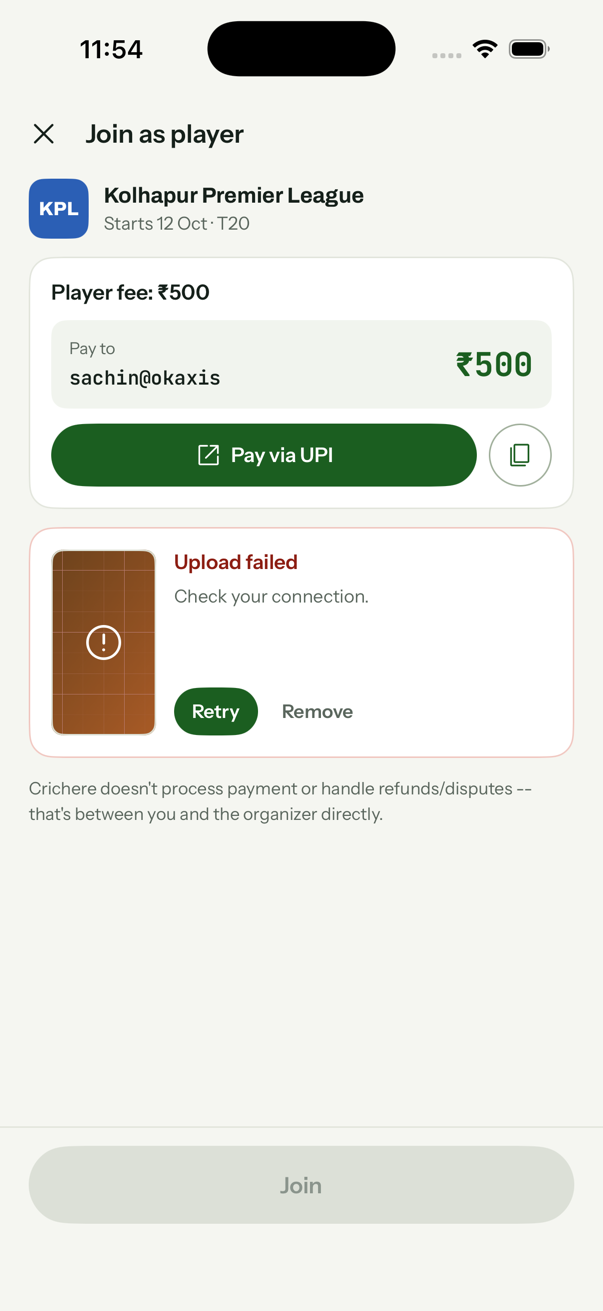 11:54
Join as player
KPL
Kolhapur Premier League
Starts 12 Oct · T20
Player fee: ₹500
Pay to
sachin@okaxis
₹500
Pay via UPI
Upload failed
Check your connection.
Retry
Remove
Crichere doesn't process payment or handle refunds/disputes --
that's between you and the organizer directly.
Join